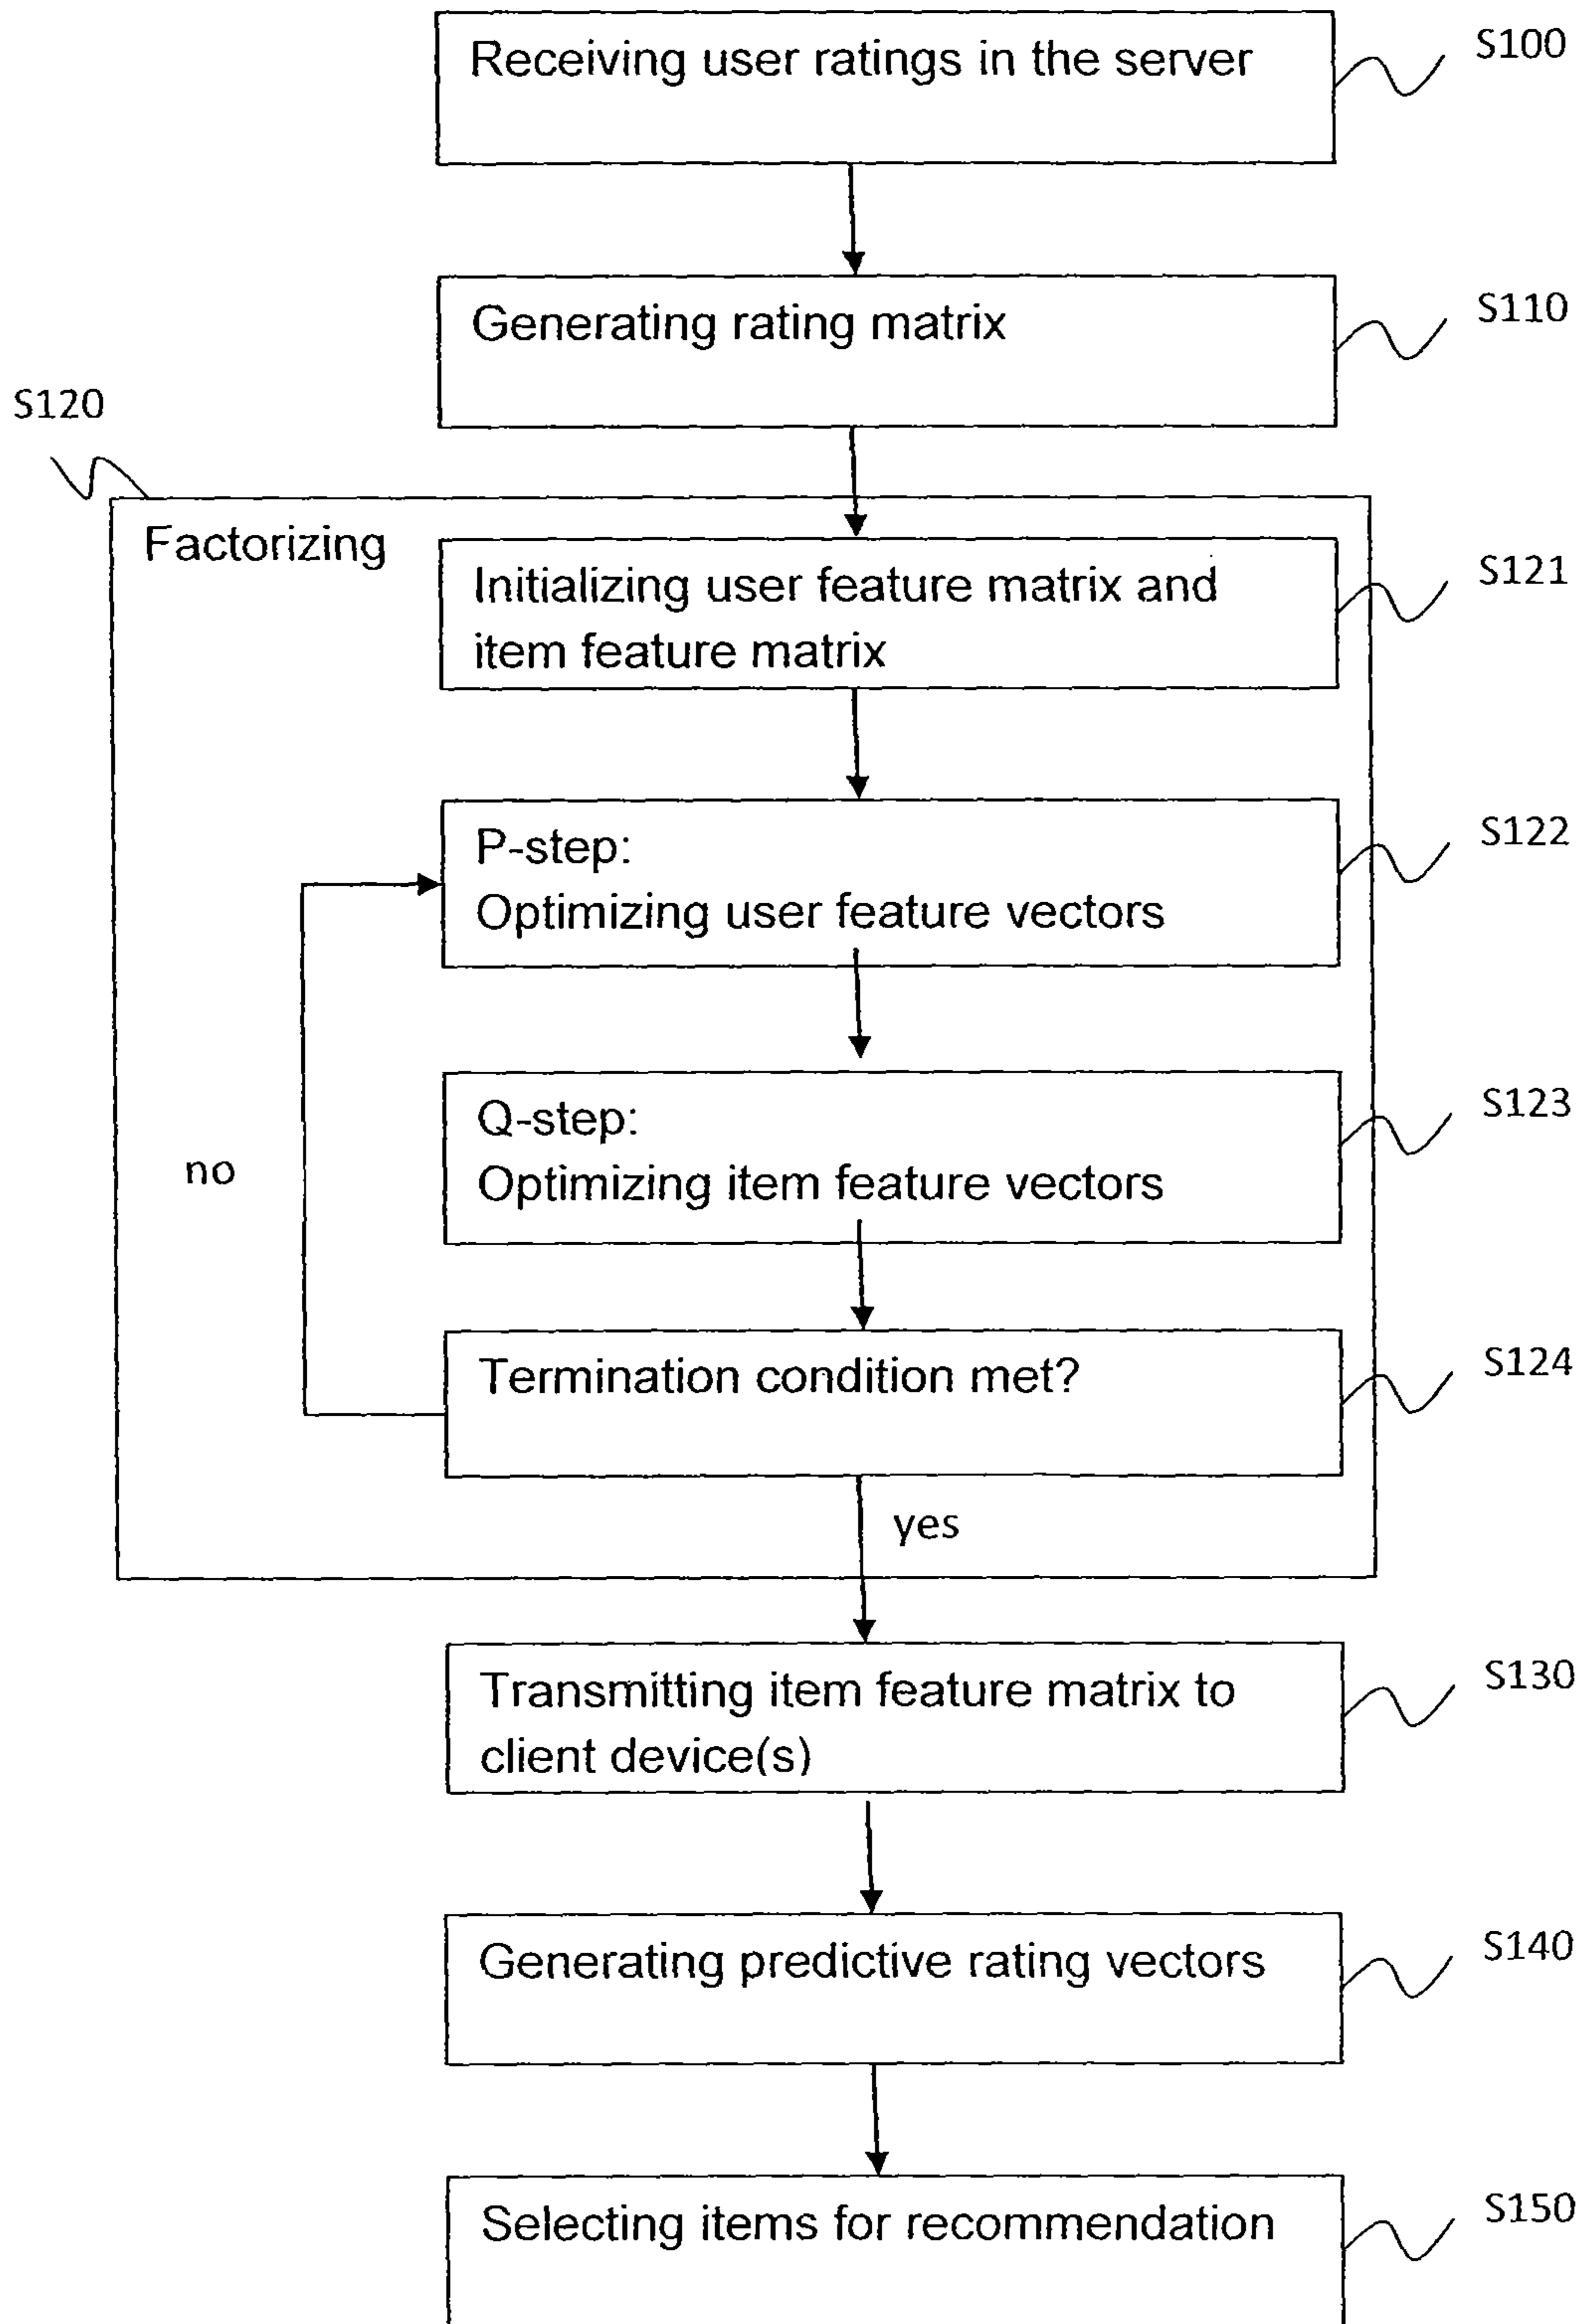 Receiving user ratings in the server
S100
Generating rating matrix
S110
S120
Factorizing
Initializing user feature matrix and
item feature matrix
S121
P-step:
Optimizing user feature vectors
S122
Q-step:
Optimizing item feature vectors
S123
no
Termination condition met?
S124
yes
Transmitting item feature matrix to
client device(s)
S130
Generating predictive rating vectors
S140
Selecting items for recommendation
S150